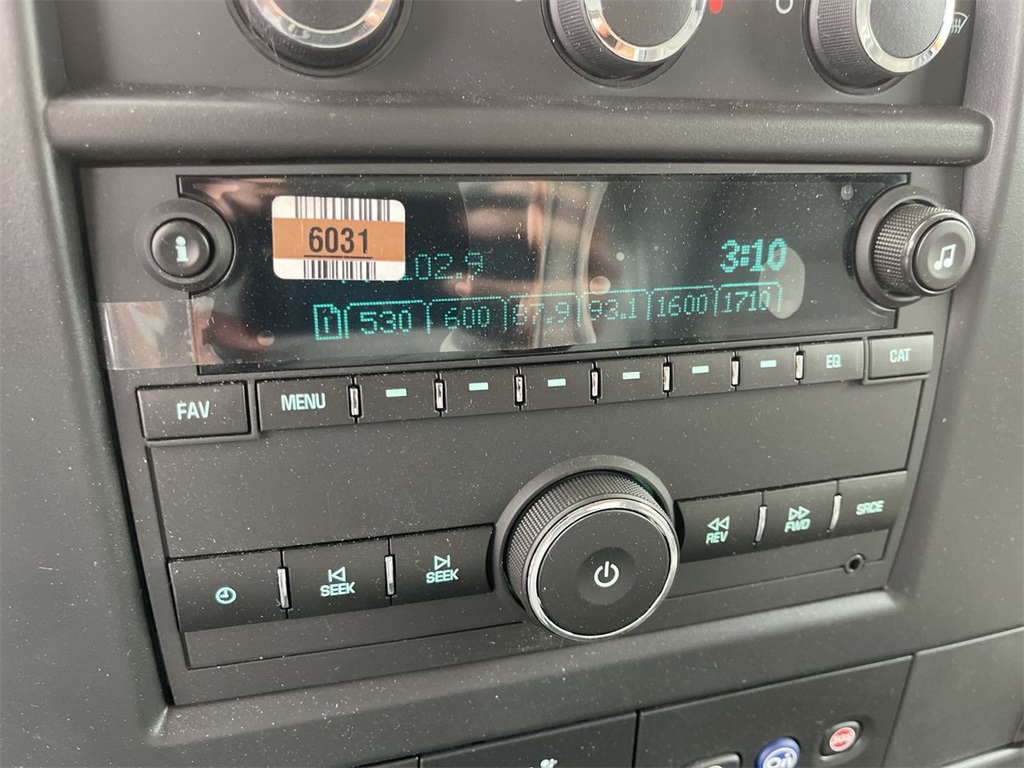 6031
102.9
3:10
1 530 600 87.9 93.1 1600 1710
FAV MENU EQ CAT
SEEK SEEK REV FWD SRCE